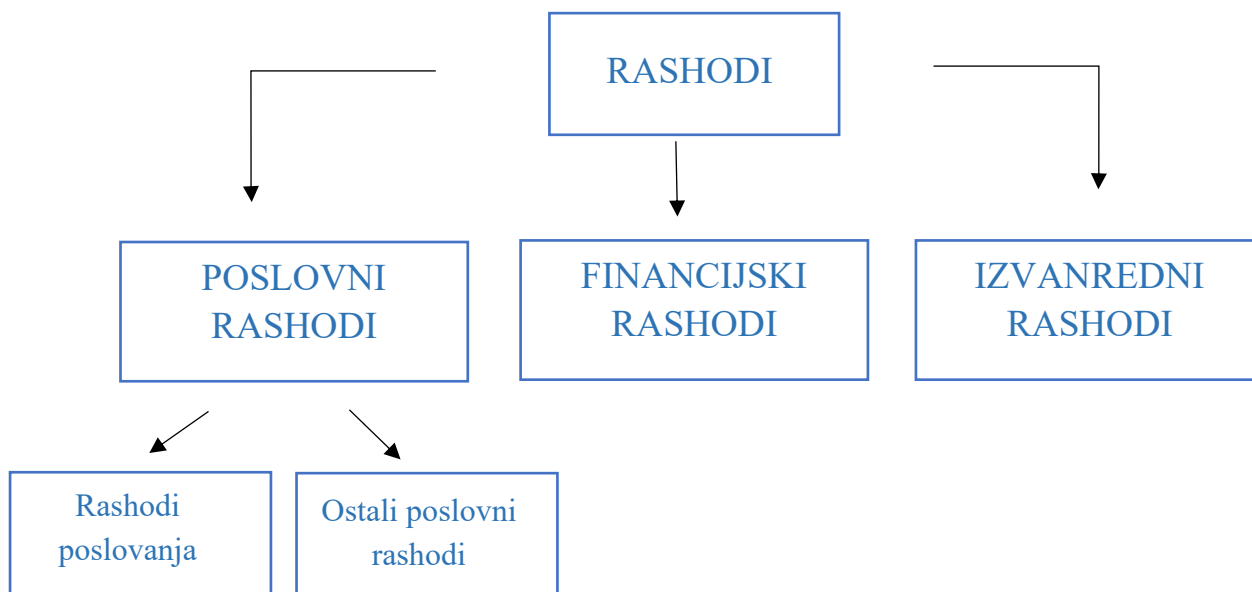 RASHODI
POSLOVNI
RASHODI
FINANCIJSKI
RASHODI
IZVANREDNI
RASHODI
Rashodi
poslovanja
Ostali poslovni
rashodi